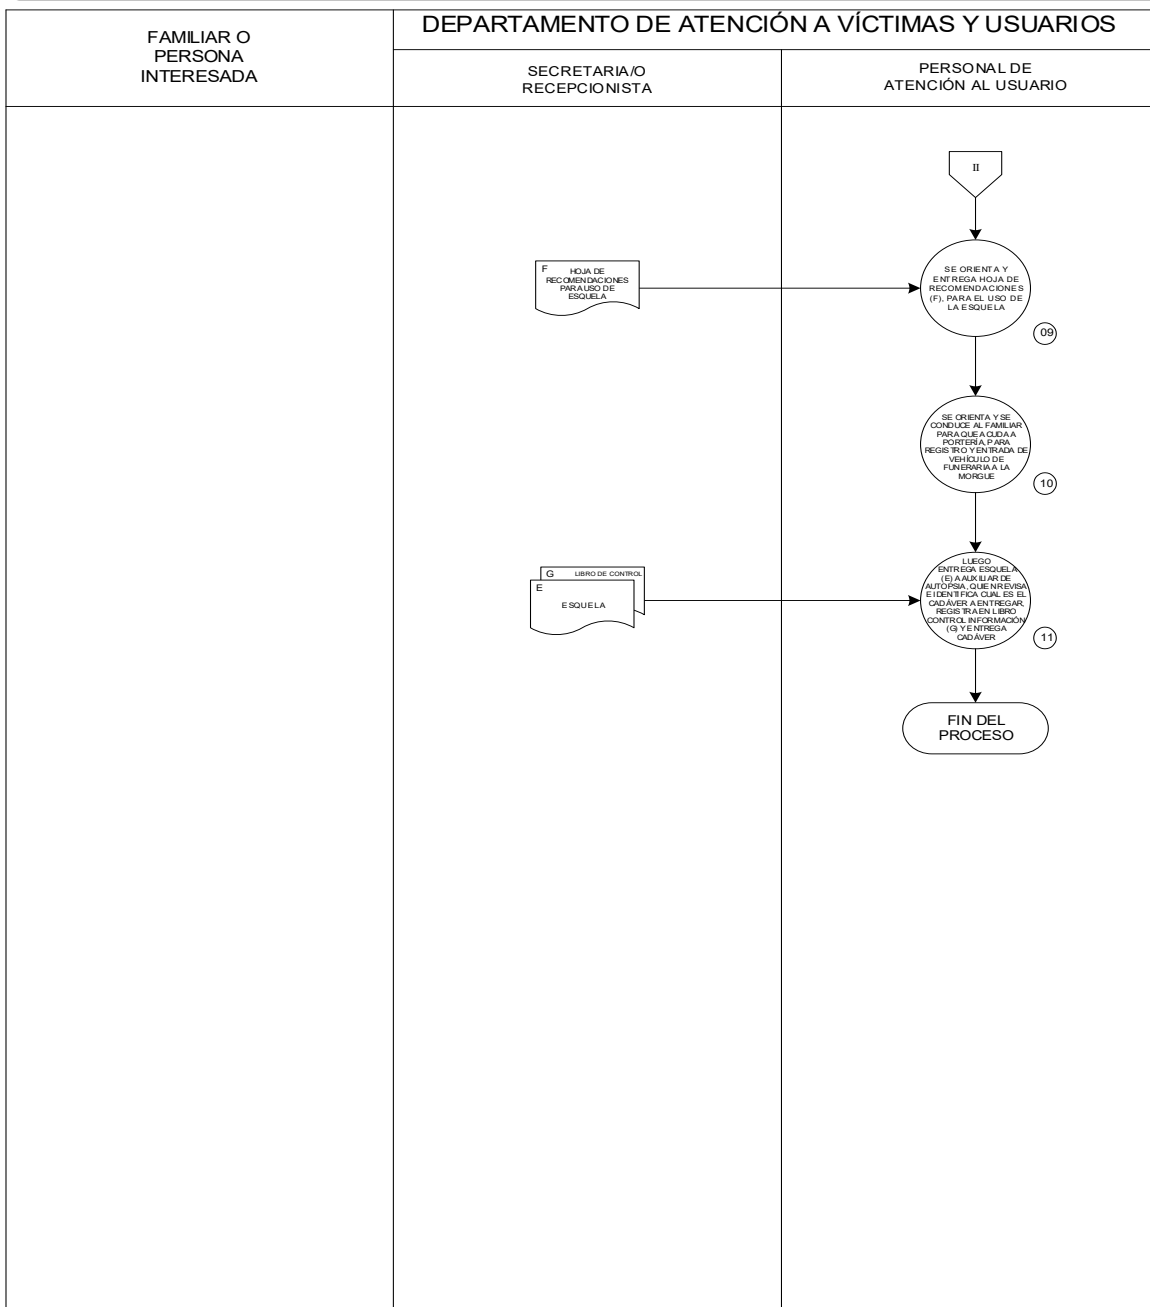 FAMILIAR O
PERSONA
INTERESADA
DEPARTAMENTO DE ATENCIÓN A VÍCTIMAS Y USUARIOS
SECRETARIA/O
RECEPCIONISTA
PERSONAL DE
ATENCIÓN AL USUARIO
II
F
HOJA DE
RECOMENDACIONES
PARA USO DE
ESQUELA
SE ORIENTA Y
ENTREGA HOJA DE
RECOMENDACIONES
(F), PARA EL USO DE
LA ESQUELA
09
SE ORIENTA Y SE
CONDUCE AL FAMILIAR
PARA QUE ACUDA A
PORTERÍA, PARA
REGISTRO Y ENTRADA DE
VEHÍCULO DE
FUNERARIA A LA
MORGUE
10
G LIBRO DE CONTROL
E
ESQUELA
LUEGO
ENTREGA ESQUELA
(E) A AUXILIAR DE
AUTOPSIA, QUIEN REVISA
E IDENTIFICA CUAL ES EL
CADÁVER A ENTREGAR,
REGISTRA EN LIBRO
CONTROL INFORMACIÓN
(G) Y ENTREGA
CADÁVER
11
FIN DEL
PROCESO